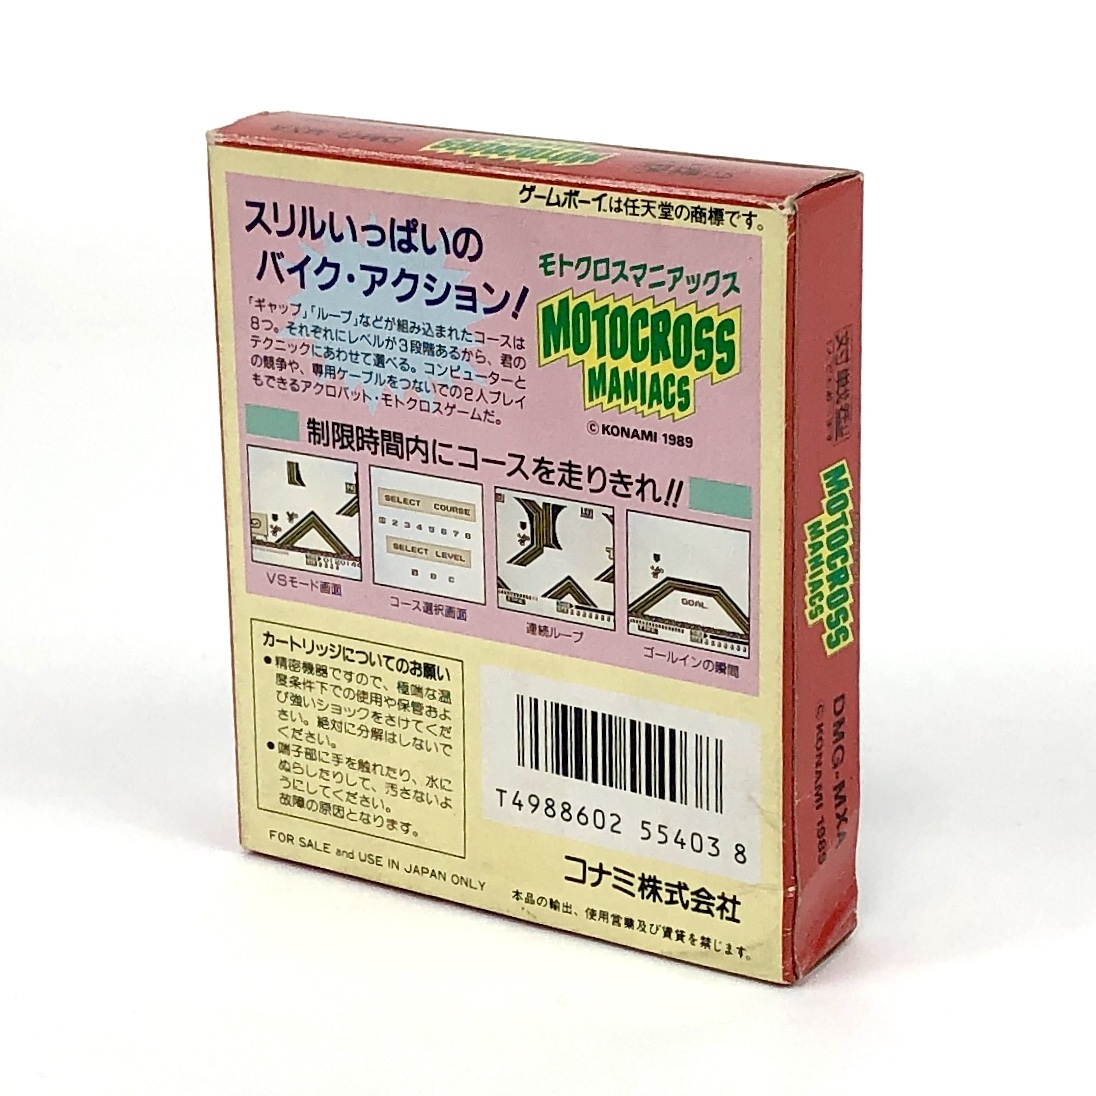 MOTOCROSS
ゲームボーイは任天堂の商標です。
スリルいっぱいの
バイク・アクション!
「ギャップ」「ループ」などが組み込まれたコースは
8つ。それぞれにレベルが3段階あるから、君の
テクニックにあわせて選べる。コンピューターと
の競争や、専用ケーブルをつないでの2人プレイ
もできるアクロバット・モトクロスゲームだ。
モトクロスマニアックス
MOTOCROSS
MANIACS
© KONAMI 1989
制限時間内にコースを走りきれ!!
SELECT COURSE
1 2 3 4 5 6 7 8
SELECT LEVEL
B C
GOAL
VSモード画面
コース選択画面
連続ループ
ゴールインの瞬間
カートリッジについてのお願い
●精密機器ですので、極端な温
度条件下での使用や保管およ
び強いショックをさけてくだ
さい。絶対に分解はしないで
ください。
●端子部に手を触れたり、水に
ぬらしたりして、汚さないよ
うにしてください。
故障の原因となります。
FOR SALE and USE IN JAPAN ONLY
T4988602 55403 8
コナミ株式会社
本品の輸出、使用営業及び賃貸を禁じます。
MOTOCROSS
MANIACS
DMG-MXA
© KONAMI 1989